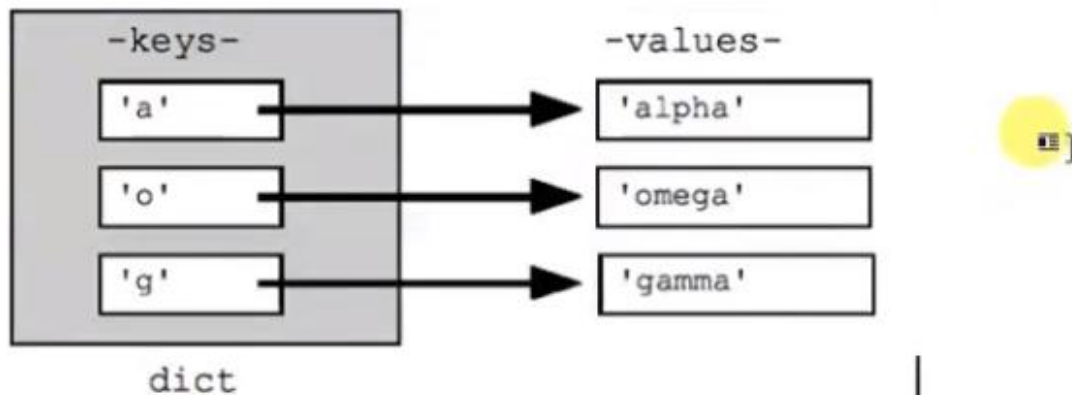 -keys- -values-
'a' 'alpha'
'o' 'omega'
'g' 'gamma'
dict